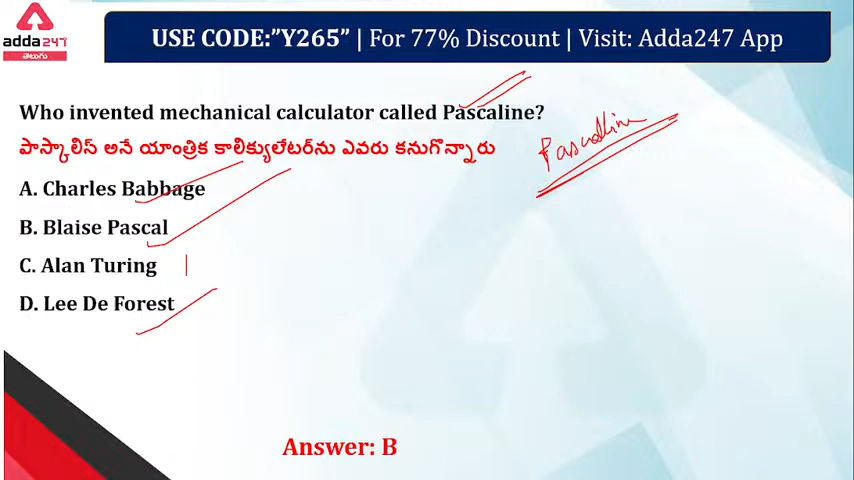 adda247
తెలుగు
USE CODE:"Y265" | For 77% Discount | Visit: Adda247 App
Who invented mechanical calculator called Pascaline?
పాస్కాలిస్ అనే యాంత్రిక కాలిక్యులేటర్‌ను ఎవరు కనుగొన్నారు
Pascaline
A. Charles Babbage
B. Blaise Pascal
C. Alan Turing
D. Lee De Forest
Answer: B